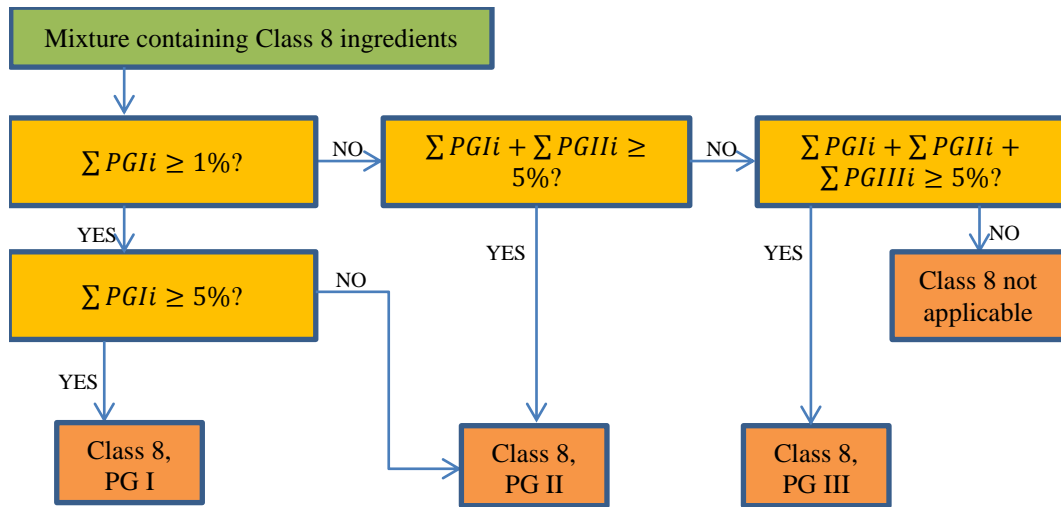 Mixture containing Class 8 ingredients
∑ PGIi ≥ 1%?
NO
∑ PGIi + ∑ PGIIi ≥
5%?
NO
∑ PGIi + ∑ PGIIi +
∑ PGIIIi ≥ 5%?
YES
YES
YES
NO
∑ PGIi ≥ 5%?
NO
Class 8 not
applicable
YES
Class 8,
PG I
Class 8,
PG II
Class 8,
PG III